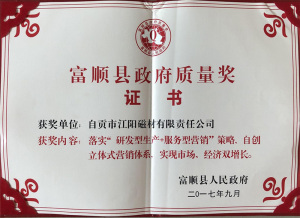 富顺县政府质量奖
证书
获奖单位：自贡市江阳磁材有限责任公司
获奖内容：落实“研发型生产+服务型营销”策略，自创
立体式营销体系，实现市场、经济双增长。
富顺县人民政府
二○一七年九月